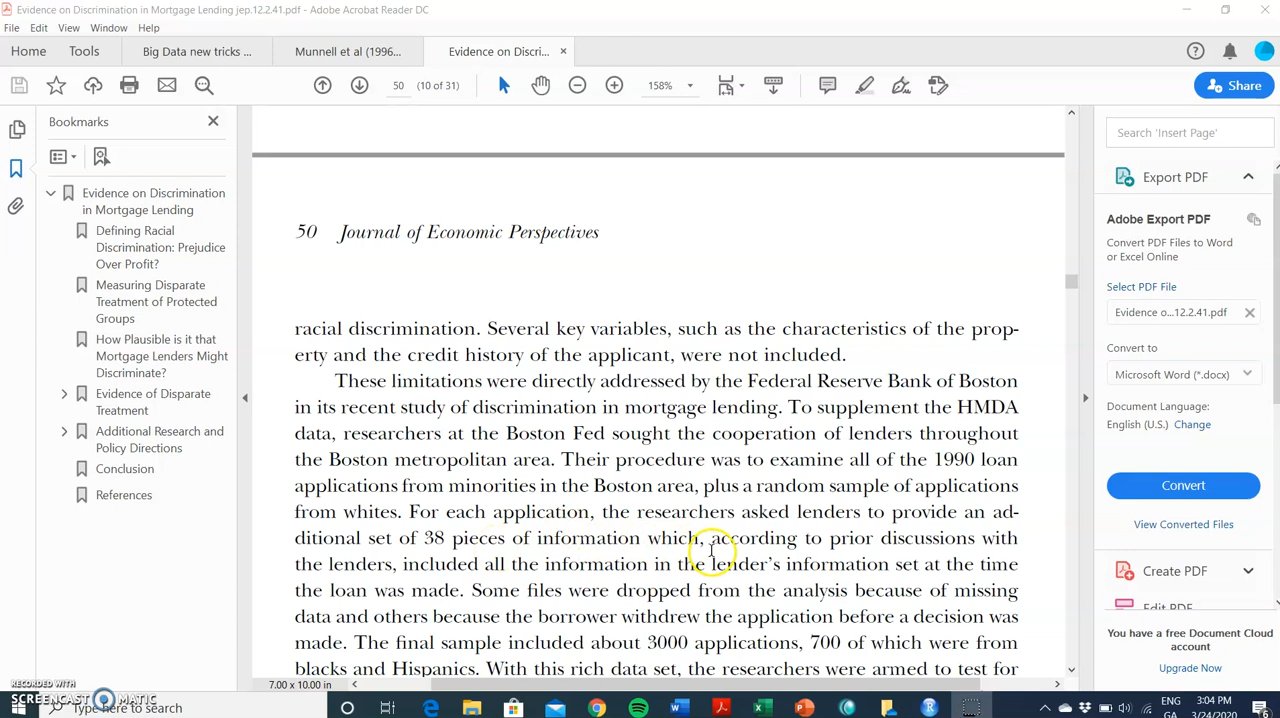 Evidence on Discrimination in Mortgage Lending jep.12.2.41.pdf - Adobe Acrobat Reader DC
File Edit View Window Help
Home Tools Big Data new tricks ... Munnell et al (1996... Evidence on Discri...
50 (10 of 31) 158% Share
Bookmarks
Evidence on Discrimination
in Mortgage Lending
Defining Racial
Discrimination: Prejudice
Over Profit?
Measuring Disparate
Treatment of Protected
Groups
How Plausible is it that
Mortgage Lenders Might
Discriminate?
Evidence of Disparate
Treatment
Additional Research and
Policy Directions
Conclusion
References
50 Journal of Economic Perspectives
racial discrimination. Several key variables, such as the characteristics of the prop-
erty and the credit history of the applicant, were not included.
These limitations were directly addressed by the Federal Reserve Bank of Boston
in its recent study of discrimination in mortgage lending. To supplement the HMDA
data, researchers at the Boston Fed sought the cooperation of lenders throughout
the Boston metropolitan area. Their procedure was to examine all of the 1990 loan
applications from minorities in the Boston area, plus a random sample of applications
from whites. For each application, the researchers asked lenders to provide an ad-
ditional set of 38 pieces of information which, according to prior discussions with
the lenders, included all the information in the lender's information set at the time
the loan was made. Some files were dropped from the analysis because of missing
data and others because the borrower withdrew the application before a decision was
made. The final sample included about 3000 applications, 700 of which were from
blacks and Hispanics. With this rich data set, the researchers were armed to test for
7.00 x 10.00 in
Search 'Insert Page'
Export PDF
Adobe Export PDF
Convert PDF Files to Word
or Excel Online
Select PDF File
Evidence o...12.2.41.pdf
Convert to
Microsoft Word (*.docx)
Document Language:
English (U.S.) Change
Convert
View Converted Files
Create PDF
Edit PDF
You have a free Document Cloud
account
Upgrade Now
RECORDED WITH
SCREENCAST MATIC
Type here to search
ENG
GA
3:04 PM
3/24/2020
6